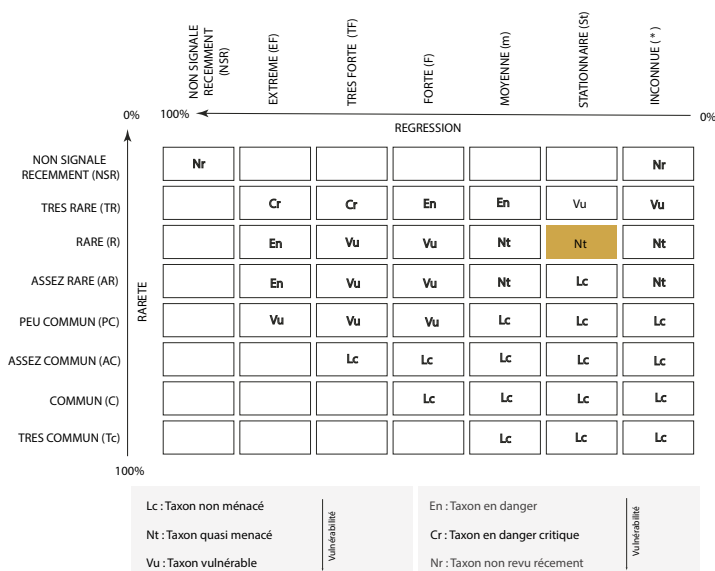 NON SIGNALE
RECEMMENT
(NSR)
EXTREME (EF)
TRES FORTE (TF)
FORTE (F)
MOYENNE (m)
STATIONNAIRE (St)
INCONNUE ( * )
0%
100%
0%
REGRESSION
NON SIGNALE
RECEMMENT (NSR)
Nr
Nr
TRES RARE (TR)
Cr
Cr
En
En
Vu
Vu
RARE (R)
En
Vu
Vu
Nt
Nt
Nt
ASSEZ RARE (AR)
En
Vu
Vu
Nt
Lc
Nt
RARETE
PEU COMMUN (PC)
Vu
Vu
Vu
Lc
Lc
Lc
ASSEZ COMMUN (AC)
Lc
Lc
Lc
Lc
Lc
COMMUN (C)
Lc
Lc
Lc
Lc
TRES COMMUN (Tc)
Lc
Lc
Lc
100%
Lc : Taxon non ménacé
Nt : Taxon quasi menacé
Vu : Taxon vulnérable
Vulnérabilité
En : Taxon en danger
Cr : Taxon en danger critique
Nr : Taxon non revu récement
Vulnérabilité